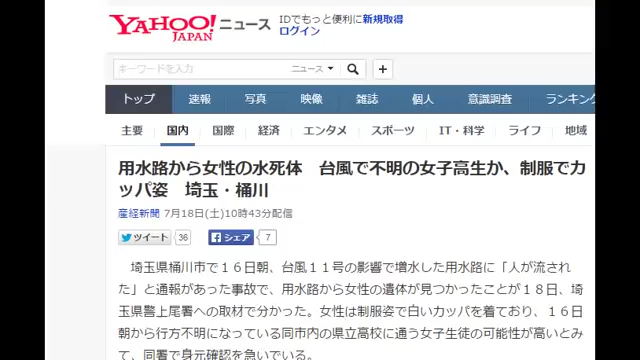 YAHOO! ニュース IDでもっと便利に新規取得
JAPAN ログイン
キーワードを入力 ニュース
トップ 速報 写真 映像 雑誌 個人 意識調査 ランキン
主要 国内 国際 経済 エンタメ スポーツ IT・科学 ライフ 地域
用水路から女性の水死体 台風で不明の女子高生か、制服でカ
ッパ姿 埼玉・桶川
産経新聞 7月18日(土)10時43分配信
ツイート 36 シェア 7
埼玉県桶川市で16日朝、台風11号の影響で増水した用水路に「人が流され
た」と通報があった事故で、用水路から女性の遺体が見つかったことが18日、埼
玉県警上尾署への取材で分かった。女性は制服で白いカッパを着ており、16日
朝から行方不明になっている同市内の県立高校に通う女子生徒の可能性が高いとみ
て、同署で身元確認を急いでいる。